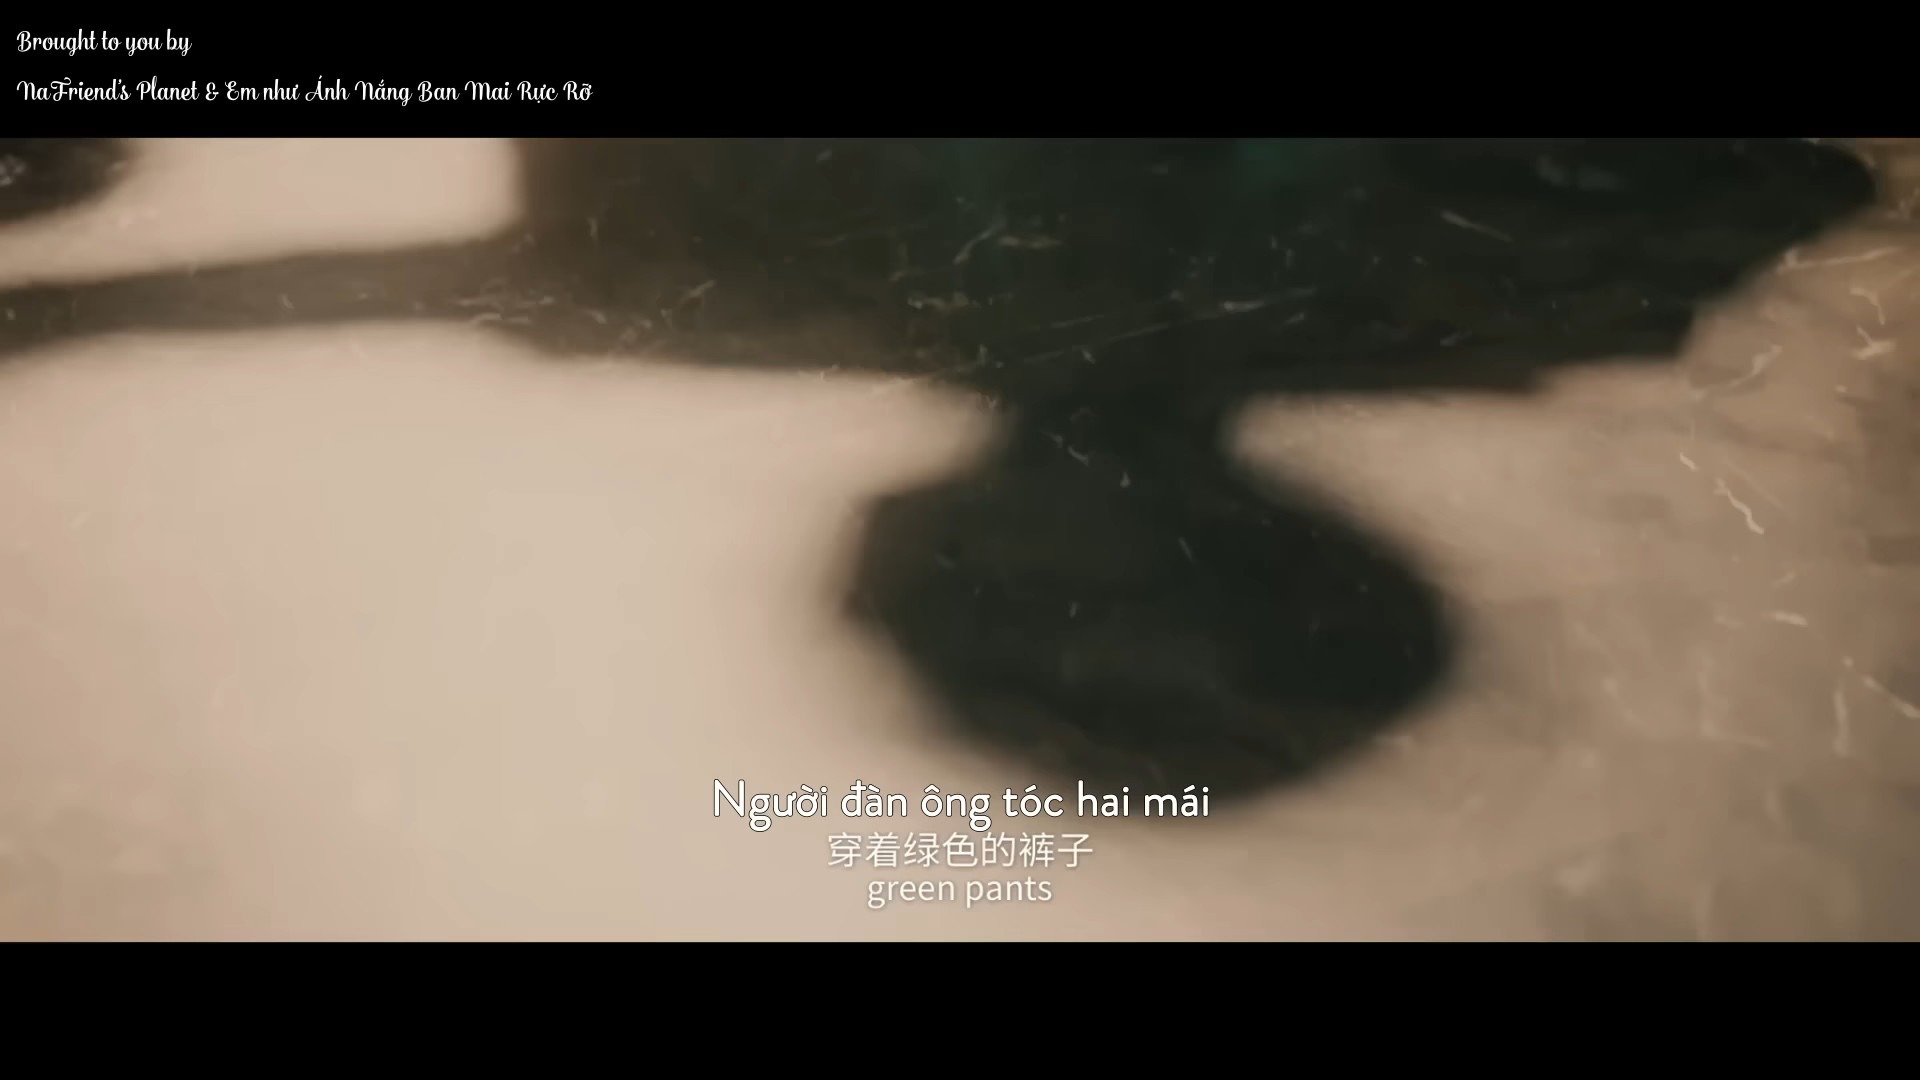 Brought to you by
NaFriend's Planet & Em như Ánh Nắng Ban Mai Rực Rỡ
Người đàn ông tóc hai mái
穿着绿色的裤子
green pants